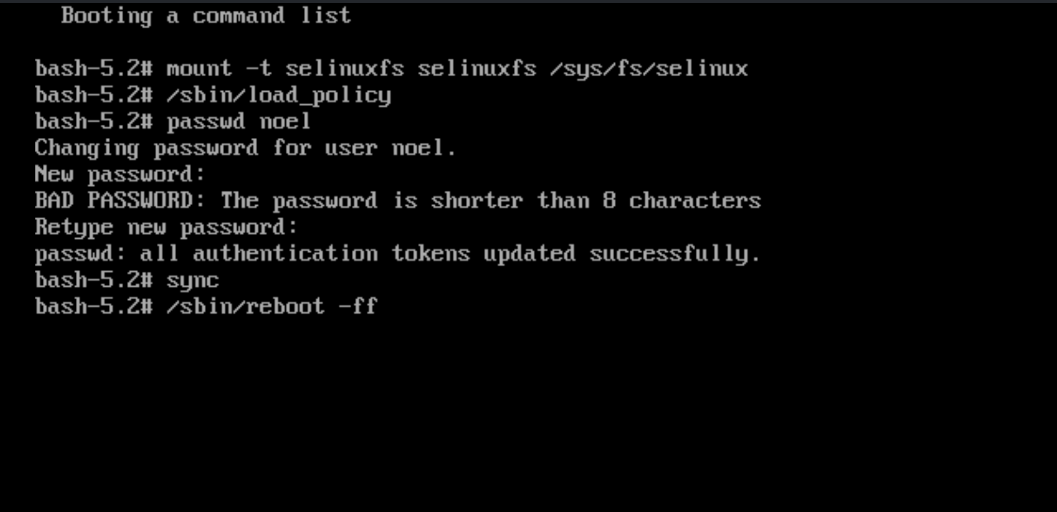 Booting a command list
bash-5.2# mount -t selinuxfs selinuxfs /sys/fs/selinux
bash-5.2# /sbin/load_policy
bash-5.2# passwd noel
Changing password for user noel.
New password:
BAD PASSWORD: The password is shorter than 8 characters
Retype new password:
passwd: all authentication tokens updated successfully.
bash-5.2# sync
bash-5.2# /sbin/reboot -ff